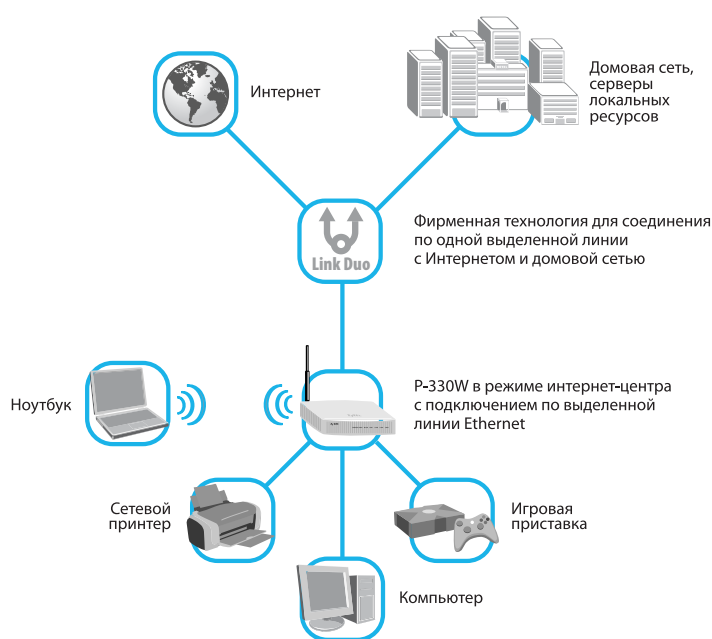 Интернет
Домовая сеть,
серверы
локальных
ресурсов
Link Duo
Фирменная технология для соединения
по одной выделенной линии
с Интернетом и домовой сетью
Ноутбук
P-330W в режиме интернет-центра
с подключением по выделенной
линии Ethernet
Сетевой
принтер
Игровая
приставка
Компьютер